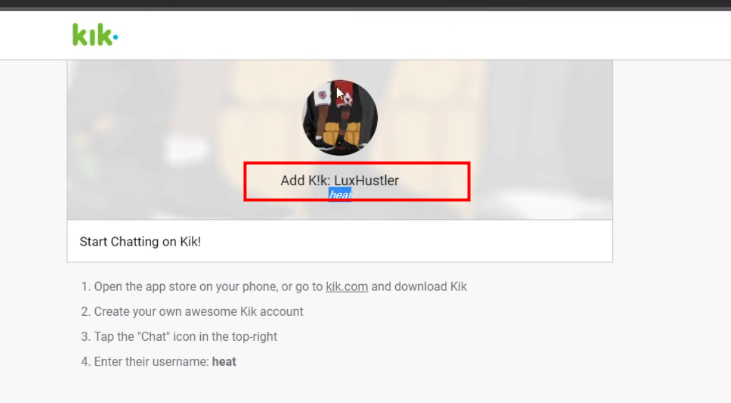 kik.
Add K!k: LuxHustler
heat
Start Chatting on Kik!
1. Open the app store on your phone, or go to kik.com and download Kik
2. Create your own awesome Kik account
3. Tap the "Chat" icon in the top-right
4. Enter their username: heat